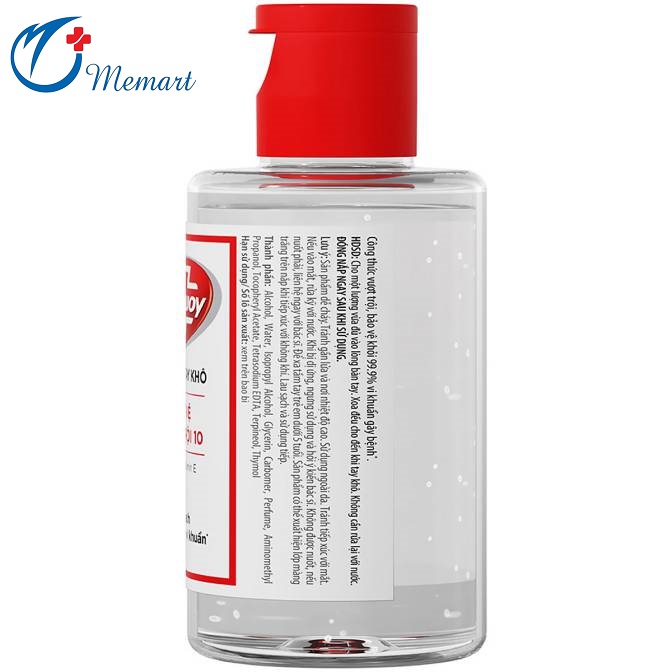 Memart
Công thức vượt trội, bảo vệ khỏi 99.9% vi khuẩn gây bệnh*.
HDSD: Cho một lượng vừa đủ vào lòng bàn tay. Xoa đều cho đến khi tay khô. Không cần rửa lại với nước.
ĐÓNG NẮP NGAY SAU KHI SỬ DỤNG.
Lưu ý: Sản phẩm dễ cháy. Tránh gần lửa và nơi nhiệt độ cao. Sử dụng ngoài da. Tránh tiếp xúc với mắt.
Nếu vào mắt, rửa kỹ với nước. Khi bị dị ứng, ngưng sử dụng và hỏi ý kiến bác sĩ. Không được nuốt, nếu
nuốt phải, liên hệ ngay với bác sĩ. Để xa tầm tay trẻ em dưới 5 tuổi. Sản phẩm có thể xuất hiện lớp màng
trắng trên nắp khi tiếp xúc với không khí. Lau sạch và sử dụng tiếp.
Thành phần: Alcohol, Water, Isopropyl Alcohol, Glycerin, Carbomer, Perfume, Aminomethyl
Propanol, Tocopheryl Acetate, Tetrasodium EDTA, Terpineol, Thymol
Hạn sử dụng/ Số lô sản xuất: xem trên bao bì
KHÔ
10
E
khuẩn*